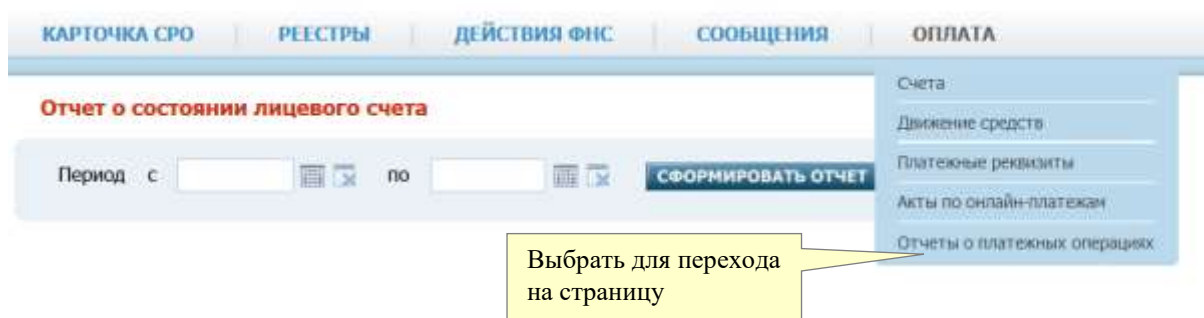 КАРТОЧКА СРО РЕЕСТРЫ ДЕЙСТВИЯ ФНС СООБЩЕНИЯ ОПЛАТА
Счета
Отчет о состоянии лицевого счета
Движение средств
Период с по СФОРМИРОВАТЬ ОТЧЕТ
Платежные реквизиты
Акты по онлайн-платежам
Отчеты о платежных операциях
Выбрать для перехода
на страницу